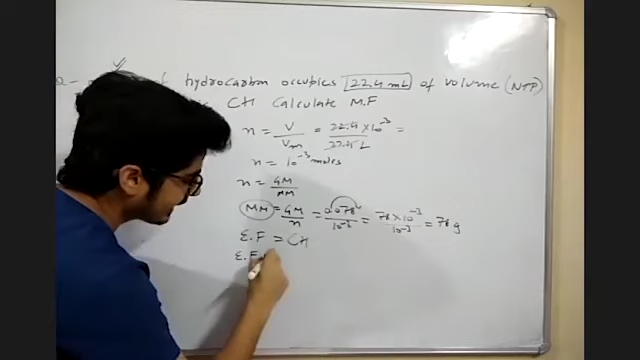 of hydrocarbon occupies 22.4 mL of volume (NTP)
CH Calculate M.F
n = V/Vm = 22.4 × 10⁻³/22.4 L =
n = 10⁻³ moles
n = GM/MM
MM = GM/n = 0.078/10⁻³ = 78 × 10⁻³/10⁻³ = 78 g
E.F = CH
E.F